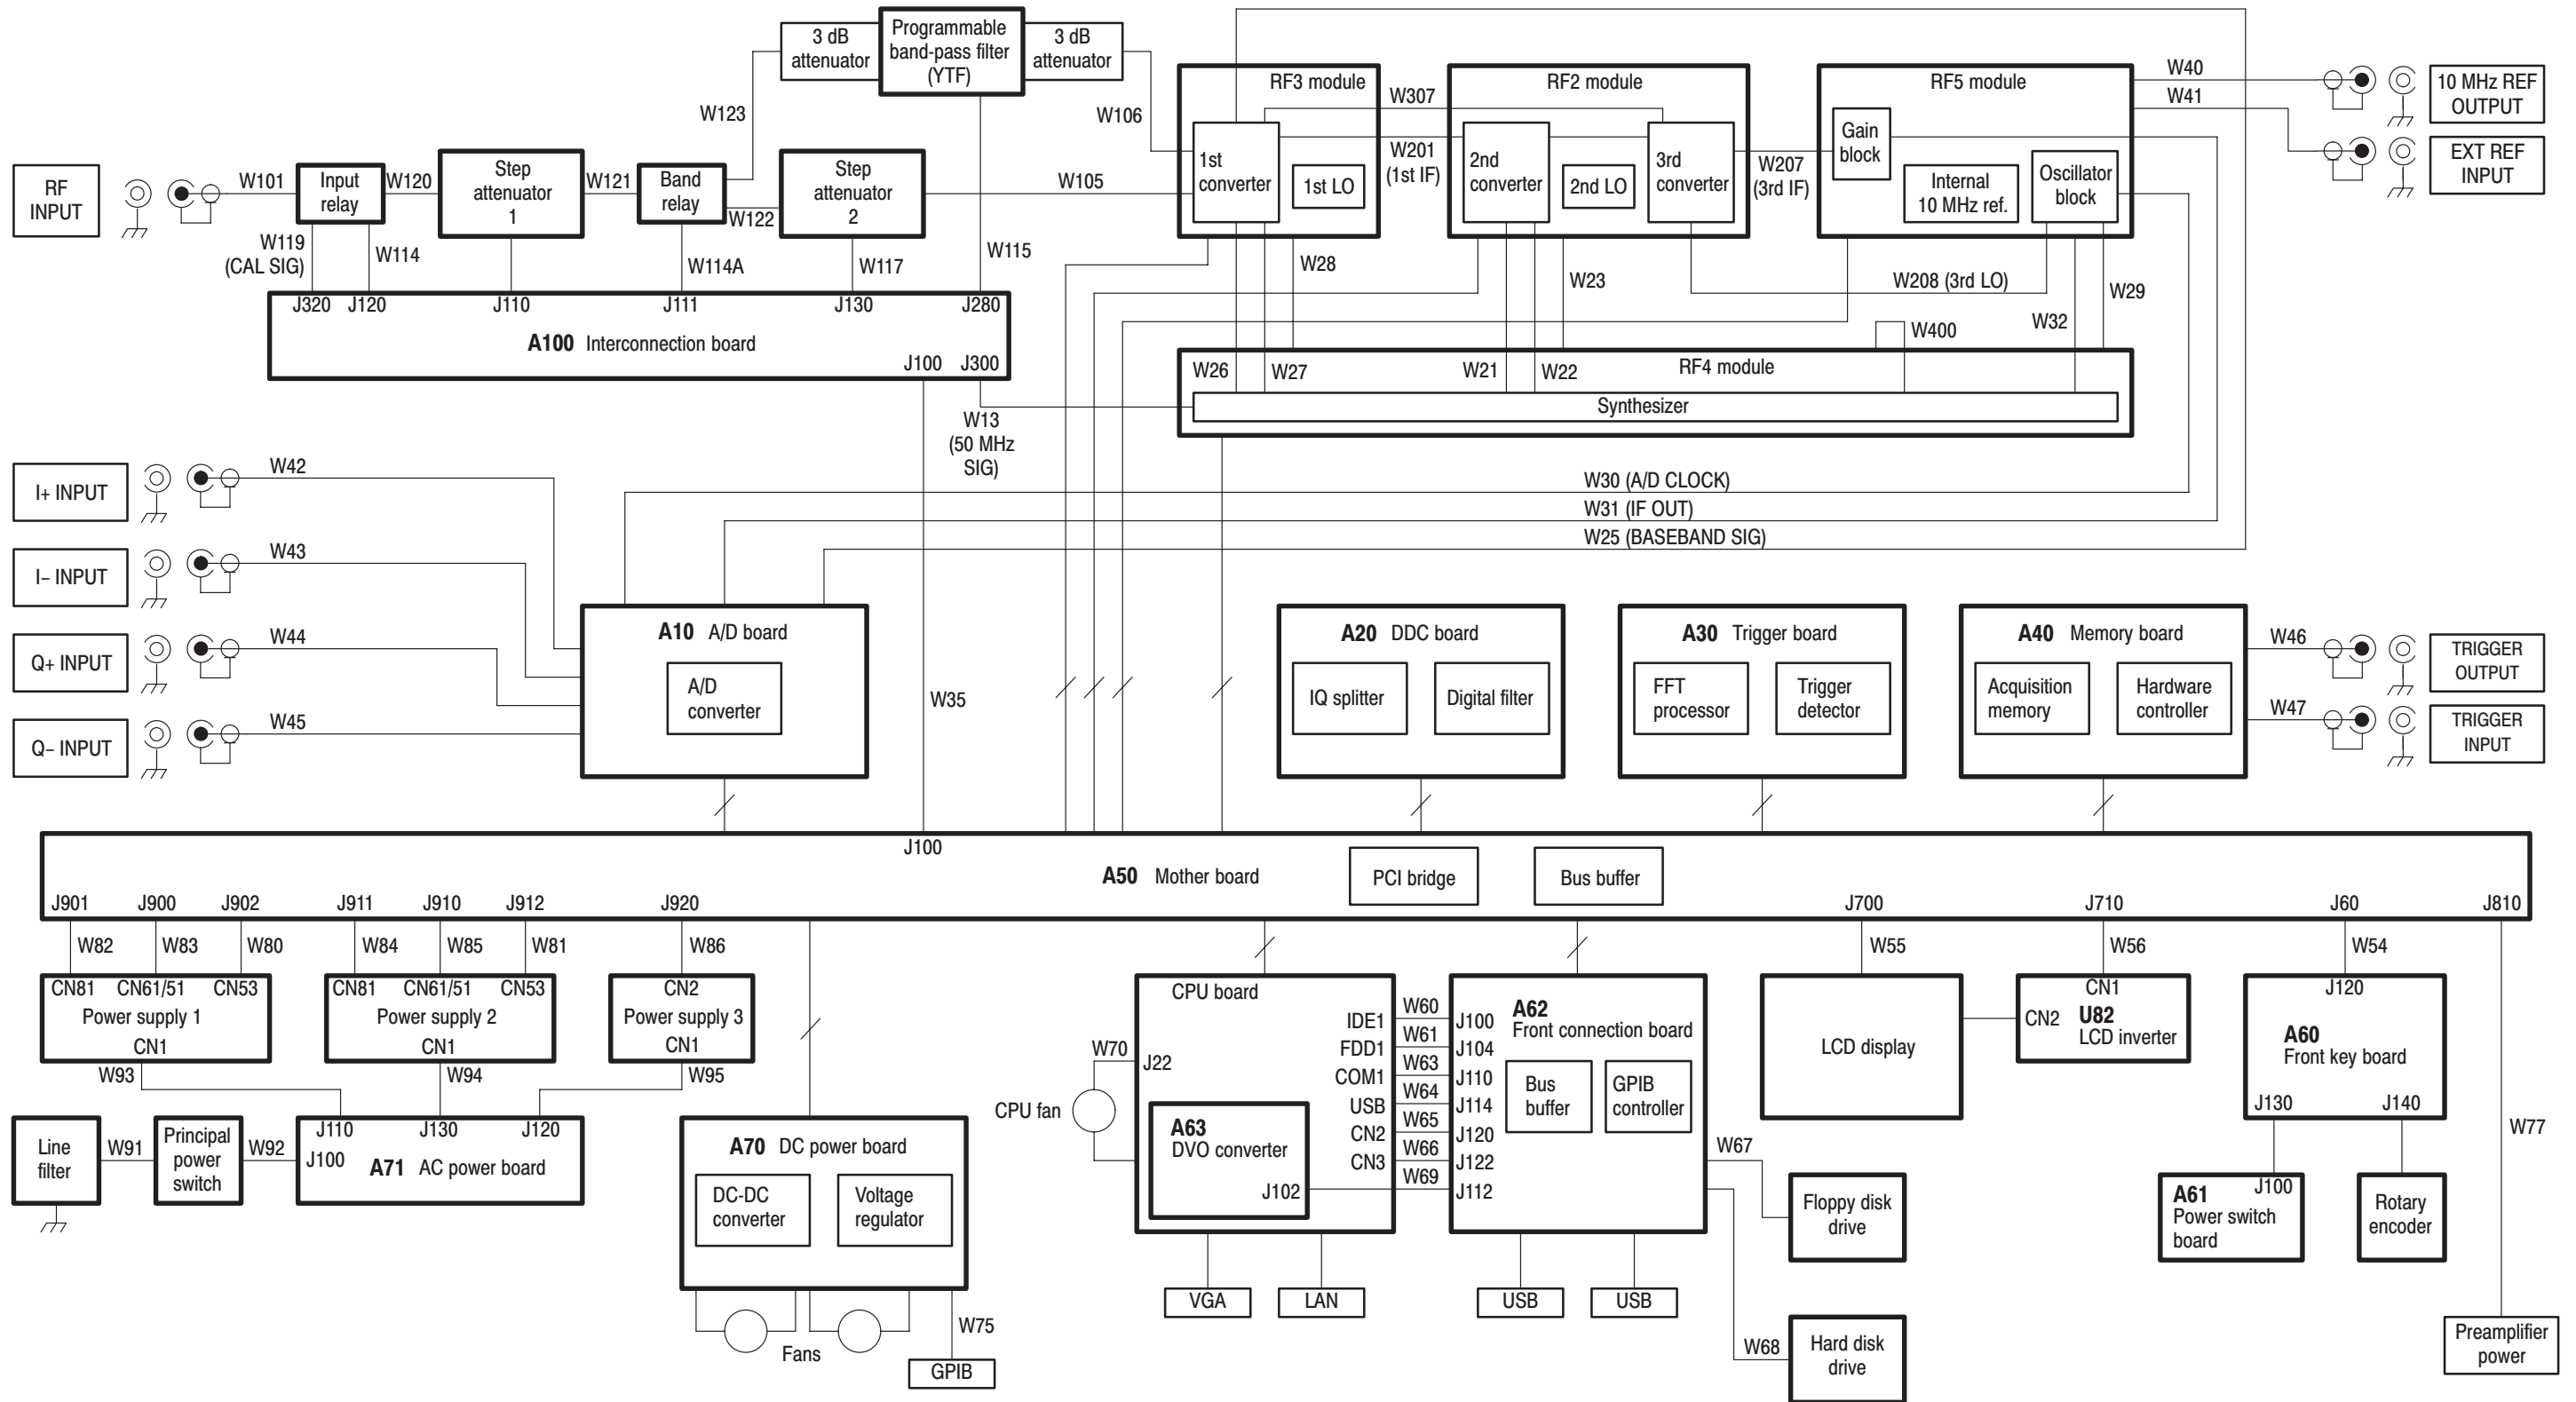 3 dB
attenuator
Programmable
band-pass filter
(YTF)
3 dB
attenuator
W123
W106
W115
RF
INPUT
W101
Input
relay
W120
Step
attenuator
1
W121
Band
relay
W122
Step
attenuator
2
W105
W119
(CAL SIG)
W114
W114A
W117
J320
J120
J110
J111
J130
J280
A100 Interconnection board
J100
J300
W13
(50 MHz
SIG)
RF3 module
1st
converter
1st LO
W307
W201
(1st IF)
RF2 module
2nd
converter
2nd LO
3rd
converter
W207
(3rd IF)
RF5 module
Gain
block
Internal
10 MHz ref.
Oscillator
block
W40
W41
10 MHz REF
OUTPUT
EXT REF
INPUT
W28
W23
W208 (3rd LO)
W29
W32
W400
W26
W27
W21
W22
RF4 module
Synthesizer
W30 (A/D CLOCK)
W31 (IF OUT)
W25 (BASEBAND SIG)
I+ INPUT
W42
I– INPUT
W43
Q+ INPUT
W44
Q– INPUT
W45
A10 A/D board
A/D
converter
W35
A20 DDC board
IQ splitter
Digital filter
A30 Trigger board
FFT
processor
Trigger
detector
A40 Memory board
Acquisition
memory
Hardware
controller
W46
W47
TRIGGER
OUTPUT
TRIGGER
INPUT
J100
A50 Mother board
PCI bridge
Bus buffer
J901
J900
J902
J911
J910
J912
J920
J700
J710
J60
J810
W82
W83
W80
W84
W85
W81
W86
W55
W56
W54
CN81
CN61/51
CN53
Power supply 1
CN1
CN81
CN61/51
CN53
Power supply 2
CN1
CN2
Power supply 3
CN1
W93
W94
W95
Line
filter
W91
Principal
power
switch
W92
J110
J130
J120
J100
A71 AC power board
A70 DC power board
DC-DC
converter
Voltage
regulator
Fans
W75
GPIB
CPU fan
W70
CPU board
J22
IDE1
FDD1
COM1
USB
CN2
CN3
A63
DVO converter
J102
W60
W61
W63
W64
W65
W66
W69
A62
Front connection board
J100
J104
J110
J114
J120
J122
J112
Bus
buffer
GPIB
controller
VGA
LAN
USB
USB
W67
W68
Floppy disk
drive
Hard disk
drive
LCD display
CN1
CN2
U82
LCD inverter
J120
A60
Front key board
J130
J140
J100
A61
Power switch
board
Rotary
encoder
W77
Preamplifier
power